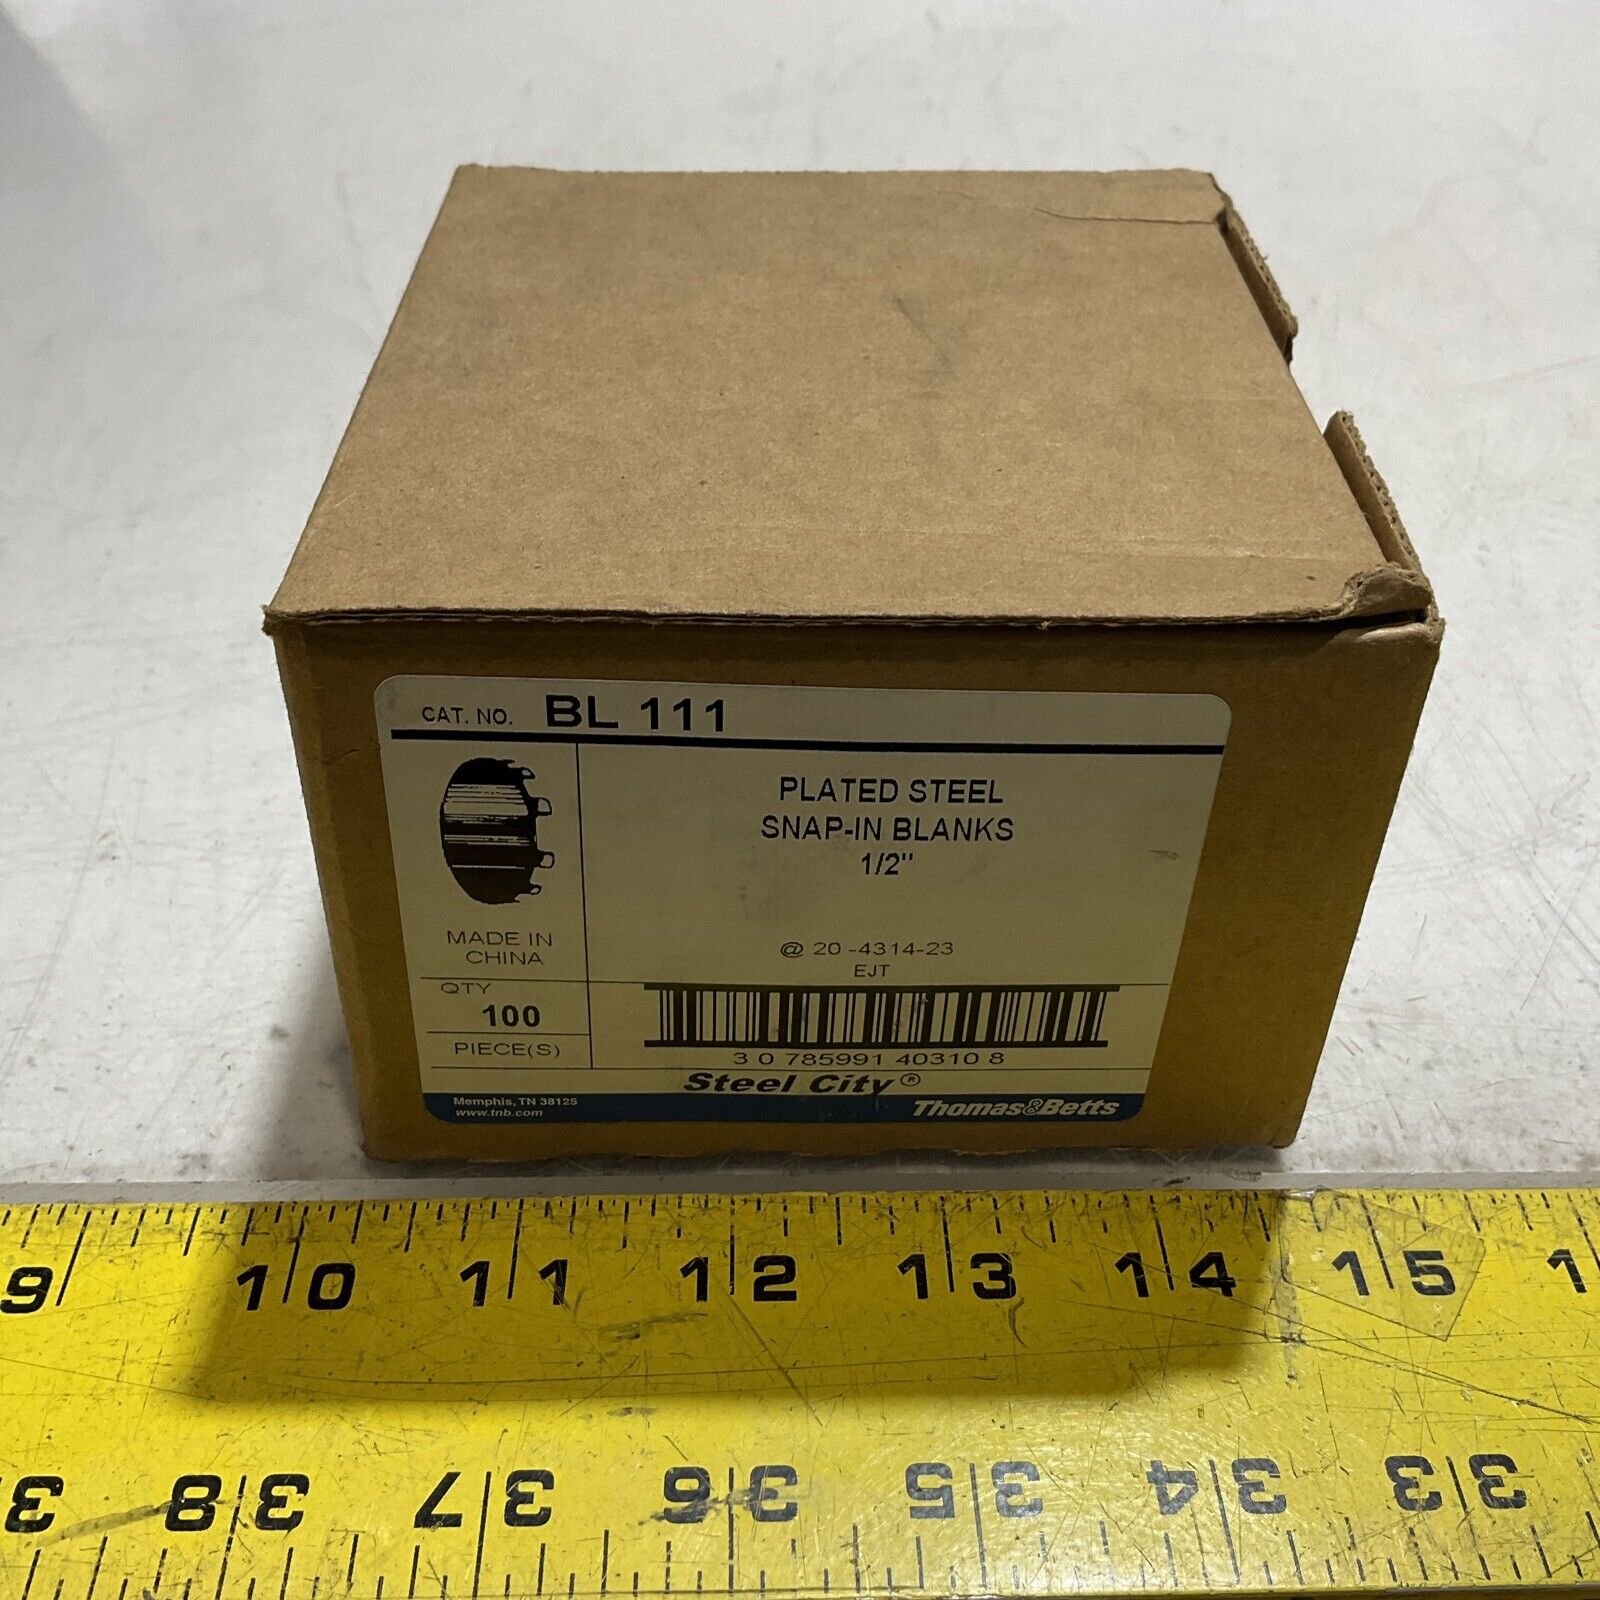 CAT. NO. BL 111
PLATED STEEL
SNAP-IN BLANKS
1/2"
MADE IN
CHINA
@ 20 -4314-23
EJT
QTY
100
PIECE(S)
3 0 785991 40310 8
Steel City®
Memphis, TN 38125
www.tnb.com
Thomas&Betts
9 10 11 12 13 14 15 1
3 38 37 36 35 34 33